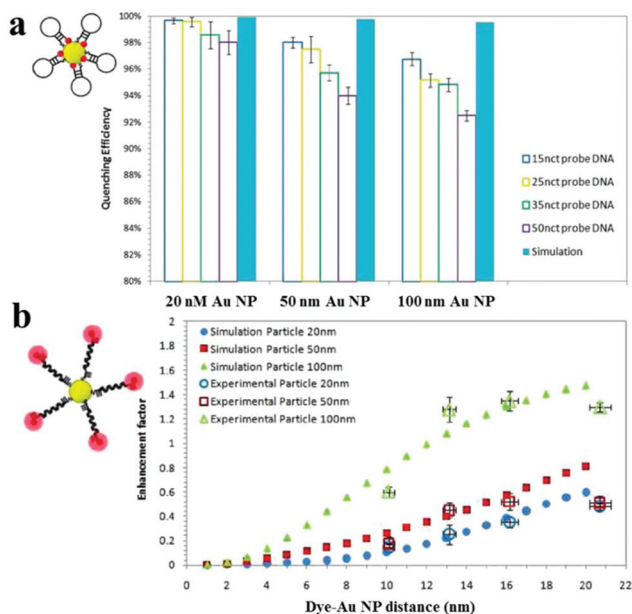 a
100%
98%
96%
94%
92%
90%
88%
86%
84%
82%
80%
Quenching Efficiency
15nct probe DNA
25nct probe DNA
35nct probe DNA
50nct probe DNA
Simulation
20 nM Au NP
50 nm Au NP
100 nm Au NP
b
2
1.8
1.6
1.4
1.2
1
0.8
0.6
0.4
0.2
0
Enhancement factor
Simulation Particle 20nm
Simulation Particle 50nm
Simulation Particle 100nm
Experimental Particle 20nm
Experimental Particle 50nm
Experimental Particle 100nm
0 2 4 6 8 10 12 14 16 18 20 22
Dye-Au NP distance (nm)